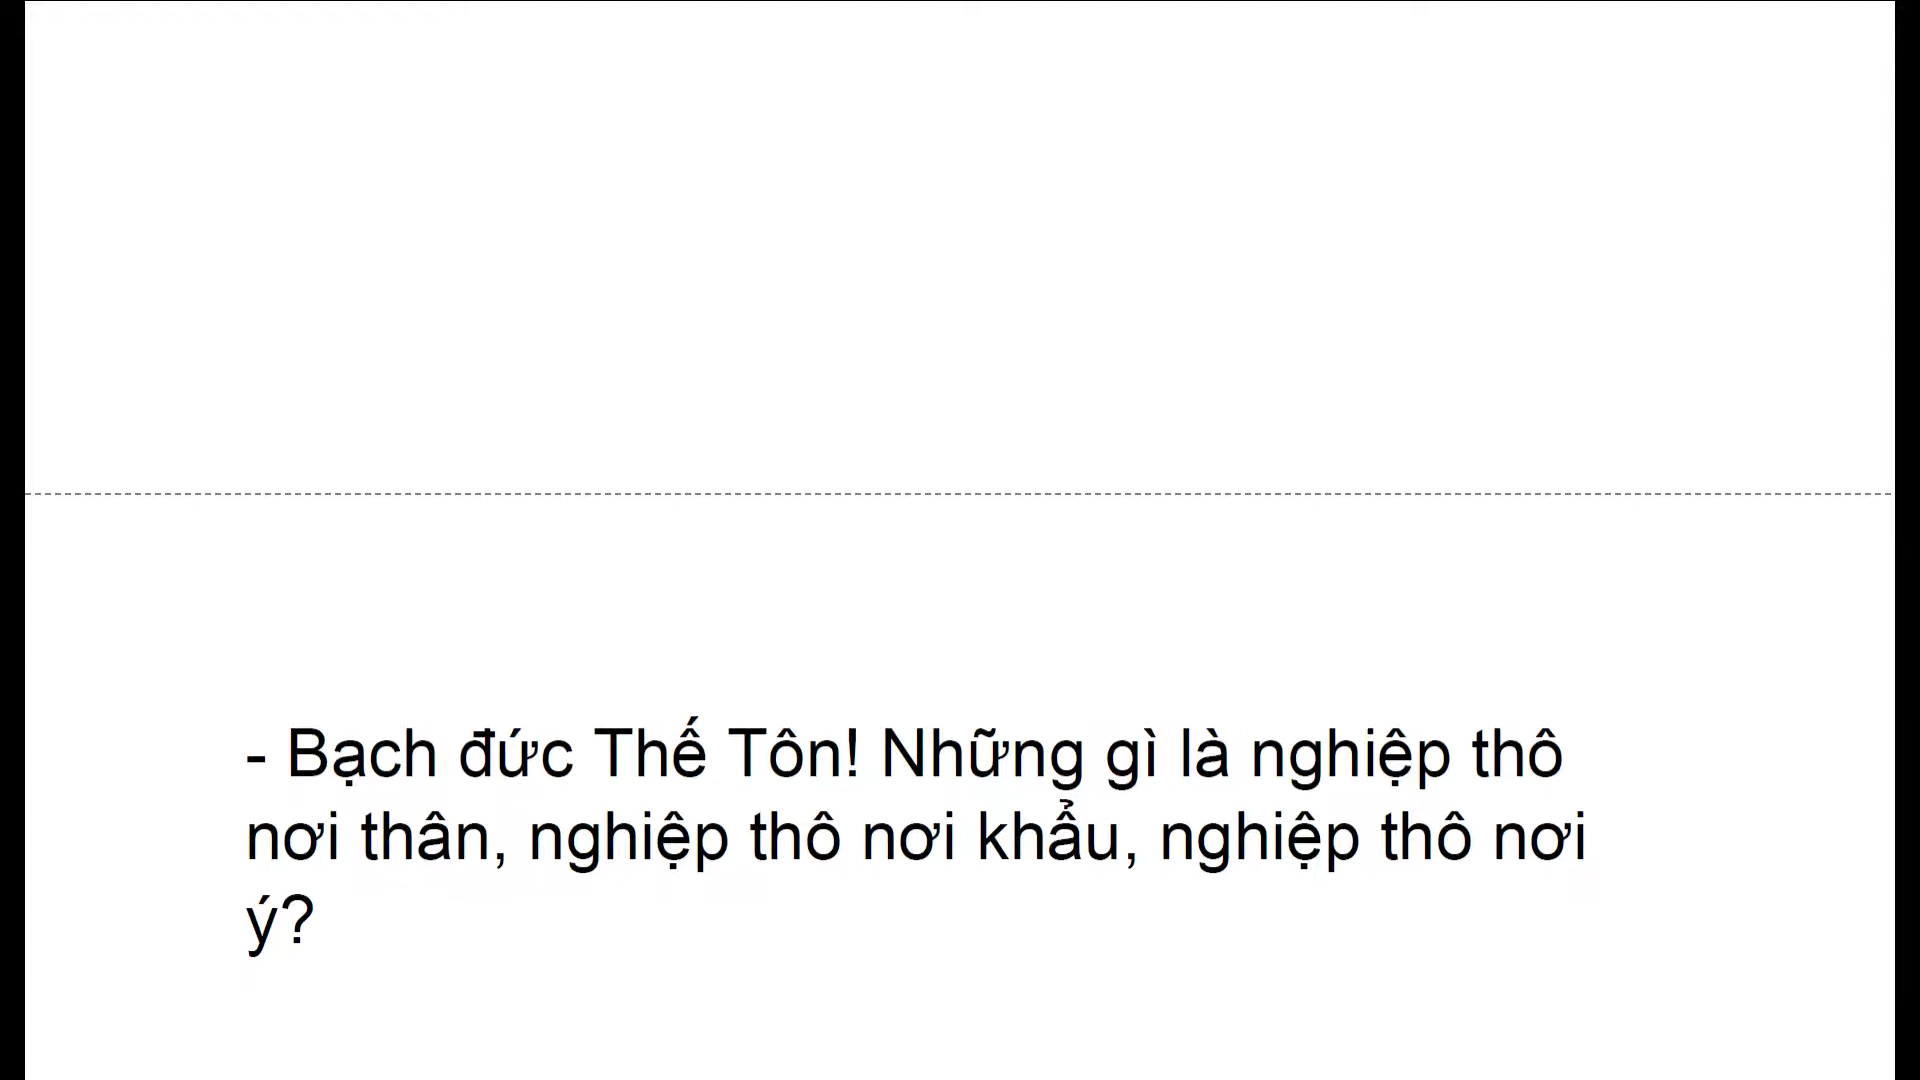 - Bạch đức Thế Tôn! Những gì là nghiệp thô
nơi thân, nghiệp thô nơi khẩu, nghiệp thô nơi
ý?